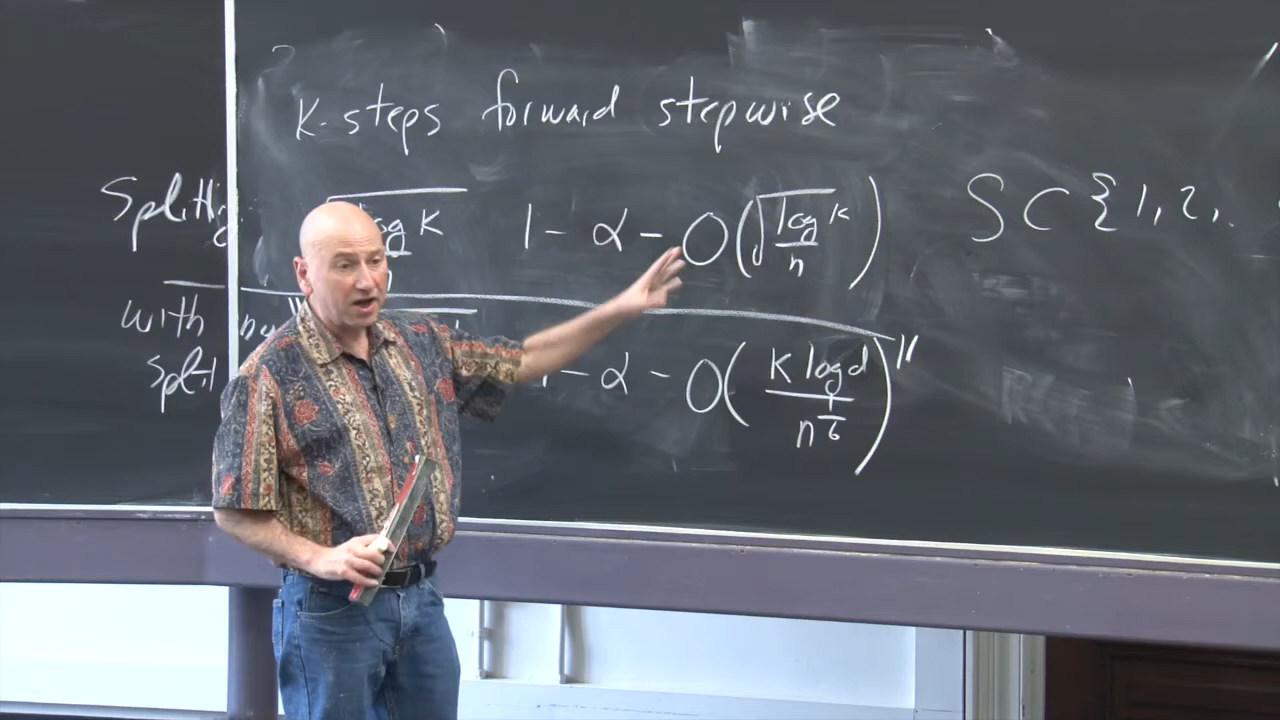 K-steps forward stepwise
Splitting log K 1 - α - O(√(log K / n)) S ⊂ {1, 2, .
with
split 1 - α - O(K log d / n^(1/6))